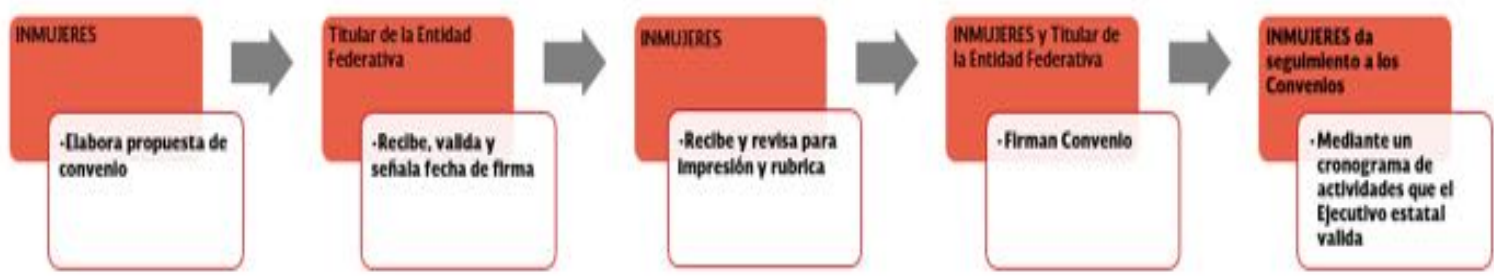 INMUJERES
-Elabora propuesta de
convenio
Titular de la Entidad
Federativa
-Recibe, valida y
señala fecha de firma
INMUJERES
-Recibe y revisa para
impresión y rubrica
INMUJERES y Titular de
la Entidad Federativa
- Firman Convenio
INMUJERES da
seguimiento a los
Convenios
- Mediante un
cronograma de
actividades que el
Ejecutivo estatal
valida